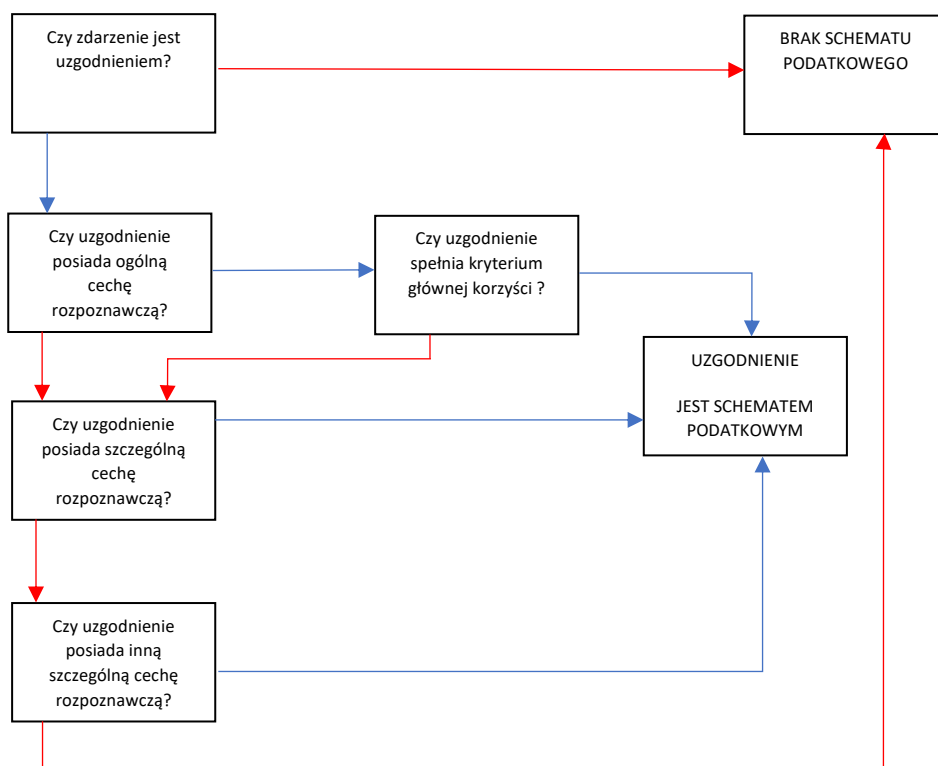 Czy zdarzenie jest
uzgodnieniem?
BRAK SCHEMATU
PODATKOWEGO
Czy uzgodnienie
posiada ogólną
cechę
rozpoznawczą?
Czy uzgodnienie
spełnia kryterium
głównej korzyści ?
UZGODNIENIE
JEST SCHEMATEM
PODATKOWYM
Czy uzgodnienie
posiada szczególną
cechę
rozpoznawczą?
Czy uzgodnienie
posiada inną
szczególną cechę
rozpoznawczą?